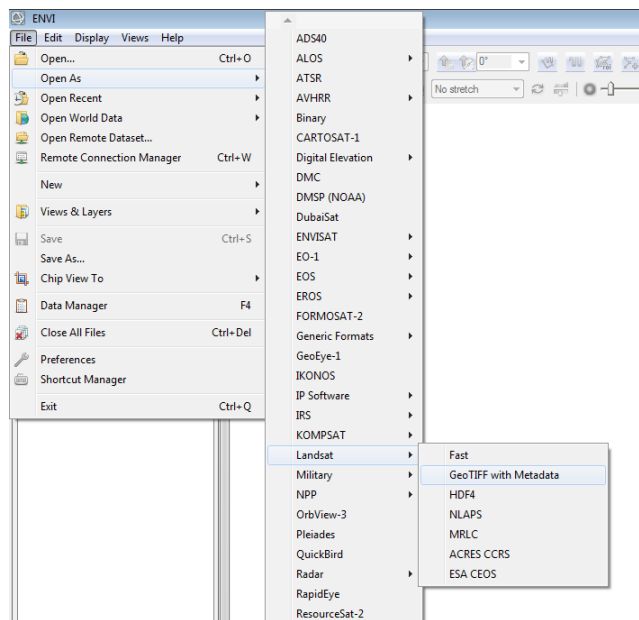 ENVI
File Edit Display Views Help
Open... Ctrl+O
Open As
Open Recent
Open World Data
Open Remote Dataset...
Remote Connection Manager Ctrl+W
New
Views & Layers
Save Ctrl+S
Save As...
Chip View To
Data Manager F4
Close All Files Ctrl+Del
Preferences
Shortcut Manager
Exit Ctrl+Q
ADS40
ALOS
ATSR
AVHRR
Binary
CARTOSAT-1
Digital Elevation
DMC
DMSP (NOAA)
DubaiSat
ENVISAT
EO-1
EOS
EROS
FORMOSAT-2
Generic Formats
GeoEye-1
IKONOS
IP Software
IRS
KOMPSAT
Landsat
Military
NPP
OrbView-3
Pleiades
QuickBird
Radar
RapidEye
ResourceSat-2
Fast
GeoTIFF with Metadata
HDF4
NLAPS
MRLC
ACRES CCRS
ESA CEOS
0°
No stretch